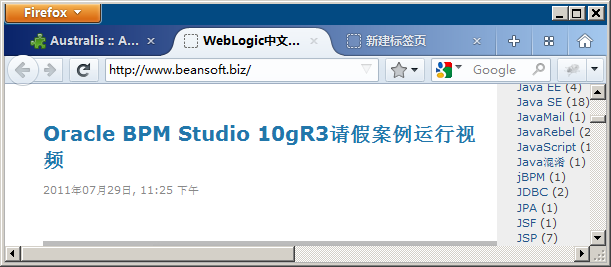 Firefox
Australis :: A...
WebLogic中文...
新建标签页
http://www.beansoft.biz/
Google
Oracle BPM Studio 10gR3请假案例运行视
频
2011年07月29日, 11:25 下午
Java EE (4)
Java SE (18)
JavaMail (1)
JavaRebel (2)
JavaScript (1)
Java混淆 (1)
jBPM (1)
JDBC (2)
JPA (1)
JSF (1)
JSP (7)